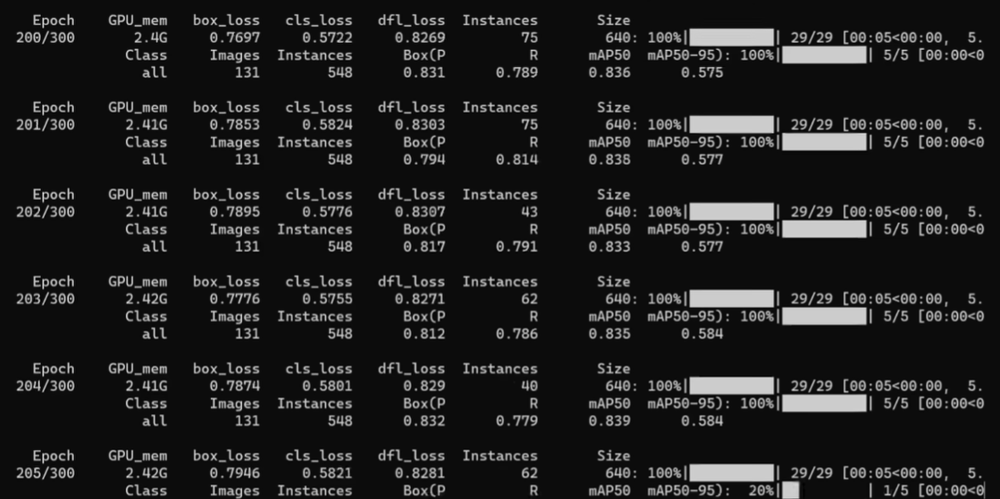 Epoch GPU_mem box_loss cls_loss dfl_loss Instances Size
200/300 2.4G 0.7697 0.5722 0.8269 75 640: 100%|██████████| 29/29 [00:05<00:00, 5.
Class Images Instances Box(P R mAP50 mAP50-95): 100%|██████████| 5/5 [00:00<0
all 131 548 0.831 0.789 0.836 0.575
Epoch GPU_mem box_loss cls_loss dfl_loss Instances Size
201/300 2.41G 0.7853 0.5824 0.8303 75 640: 100%|██████████| 29/29 [00:05<00:00, 5.
Class Images Instances Box(P R mAP50 mAP50-95): 100%|██████████| 5/5 [00:00<0
all 131 548 0.794 0.814 0.838 0.577
Epoch GPU_mem box_loss cls_loss dfl_loss Instances Size
202/300 2.41G 0.7895 0.5776 0.8307 43 640: 100%|██████████| 29/29 [00:05<00:00, 5.
Class Images Instances Box(P R mAP50 mAP50-95): 100%|██████████| 5/5 [00:00<0
all 131 548 0.817 0.791 0.833 0.577
Epoch GPU_mem box_loss cls_loss dfl_loss Instances Size
203/300 2.42G 0.7776 0.5755 0.8271 62 640: 100%|██████████| 29/29 [00:05<00:00, 5.
Class Images Instances Box(P R mAP50 mAP50-95): 100%|██████████| 5/5 [00:00<0
all 131 548 0.812 0.786 0.835 0.584
Epoch GPU_mem box_loss cls_loss dfl_loss Instances Size
204/300 2.41G 0.7874 0.5801 0.829 40 640: 100%|██████████| 29/29 [00:05<00:00, 5.
Class Images Instances Box(P R mAP50 mAP50-95): 100%|██████████| 5/5 [00:00<0
all 131 548 0.832 0.779 0.839 0.584
Epoch GPU_mem box_loss cls_loss dfl_loss Instances Size
205/300 2.42G 0.7946 0.5821 0.8281 62 640: 100%|██████████| 29/29 [00:05<00:00, 5.
Class Images Instances Box(P R mAP50 mAP50-95): 20%|██        | 1/5 [00:00<0